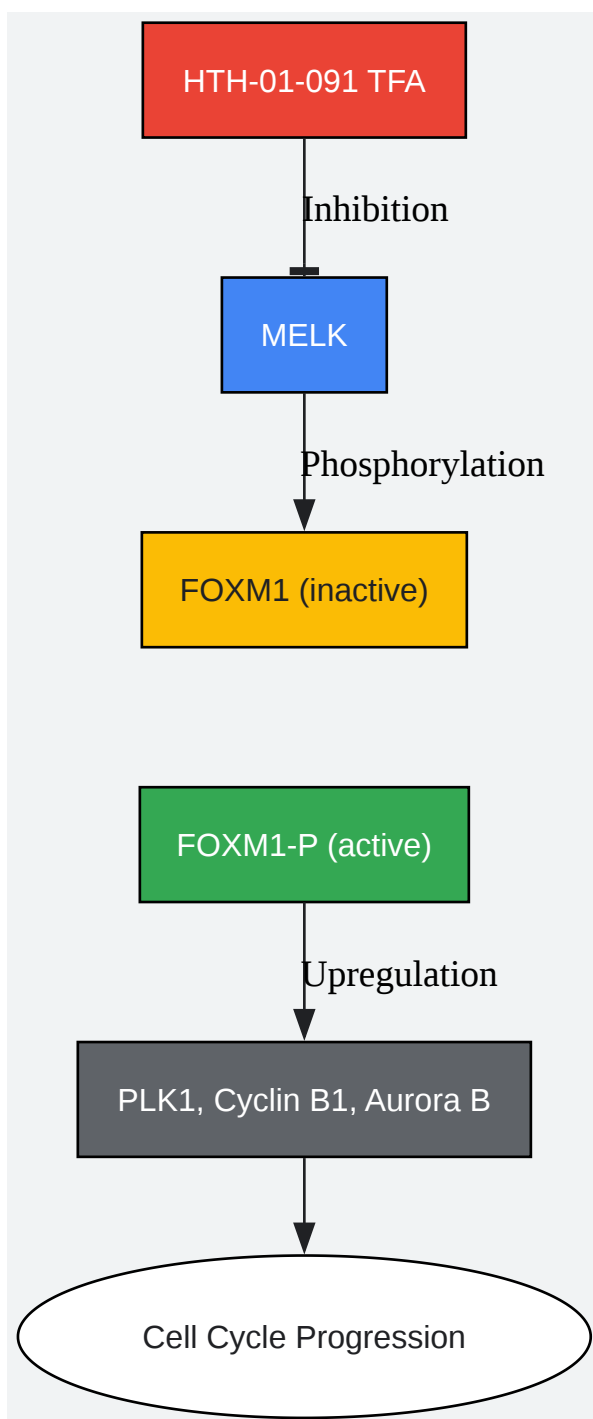 HTH-01-091 TFA
Inhibition
MELK
Phosphorylation
FOXM1 (inactive)
FOXM1-P (active)
Upregulation
PLK1, Cyclin B1, Aurora B
Cell Cycle Progression